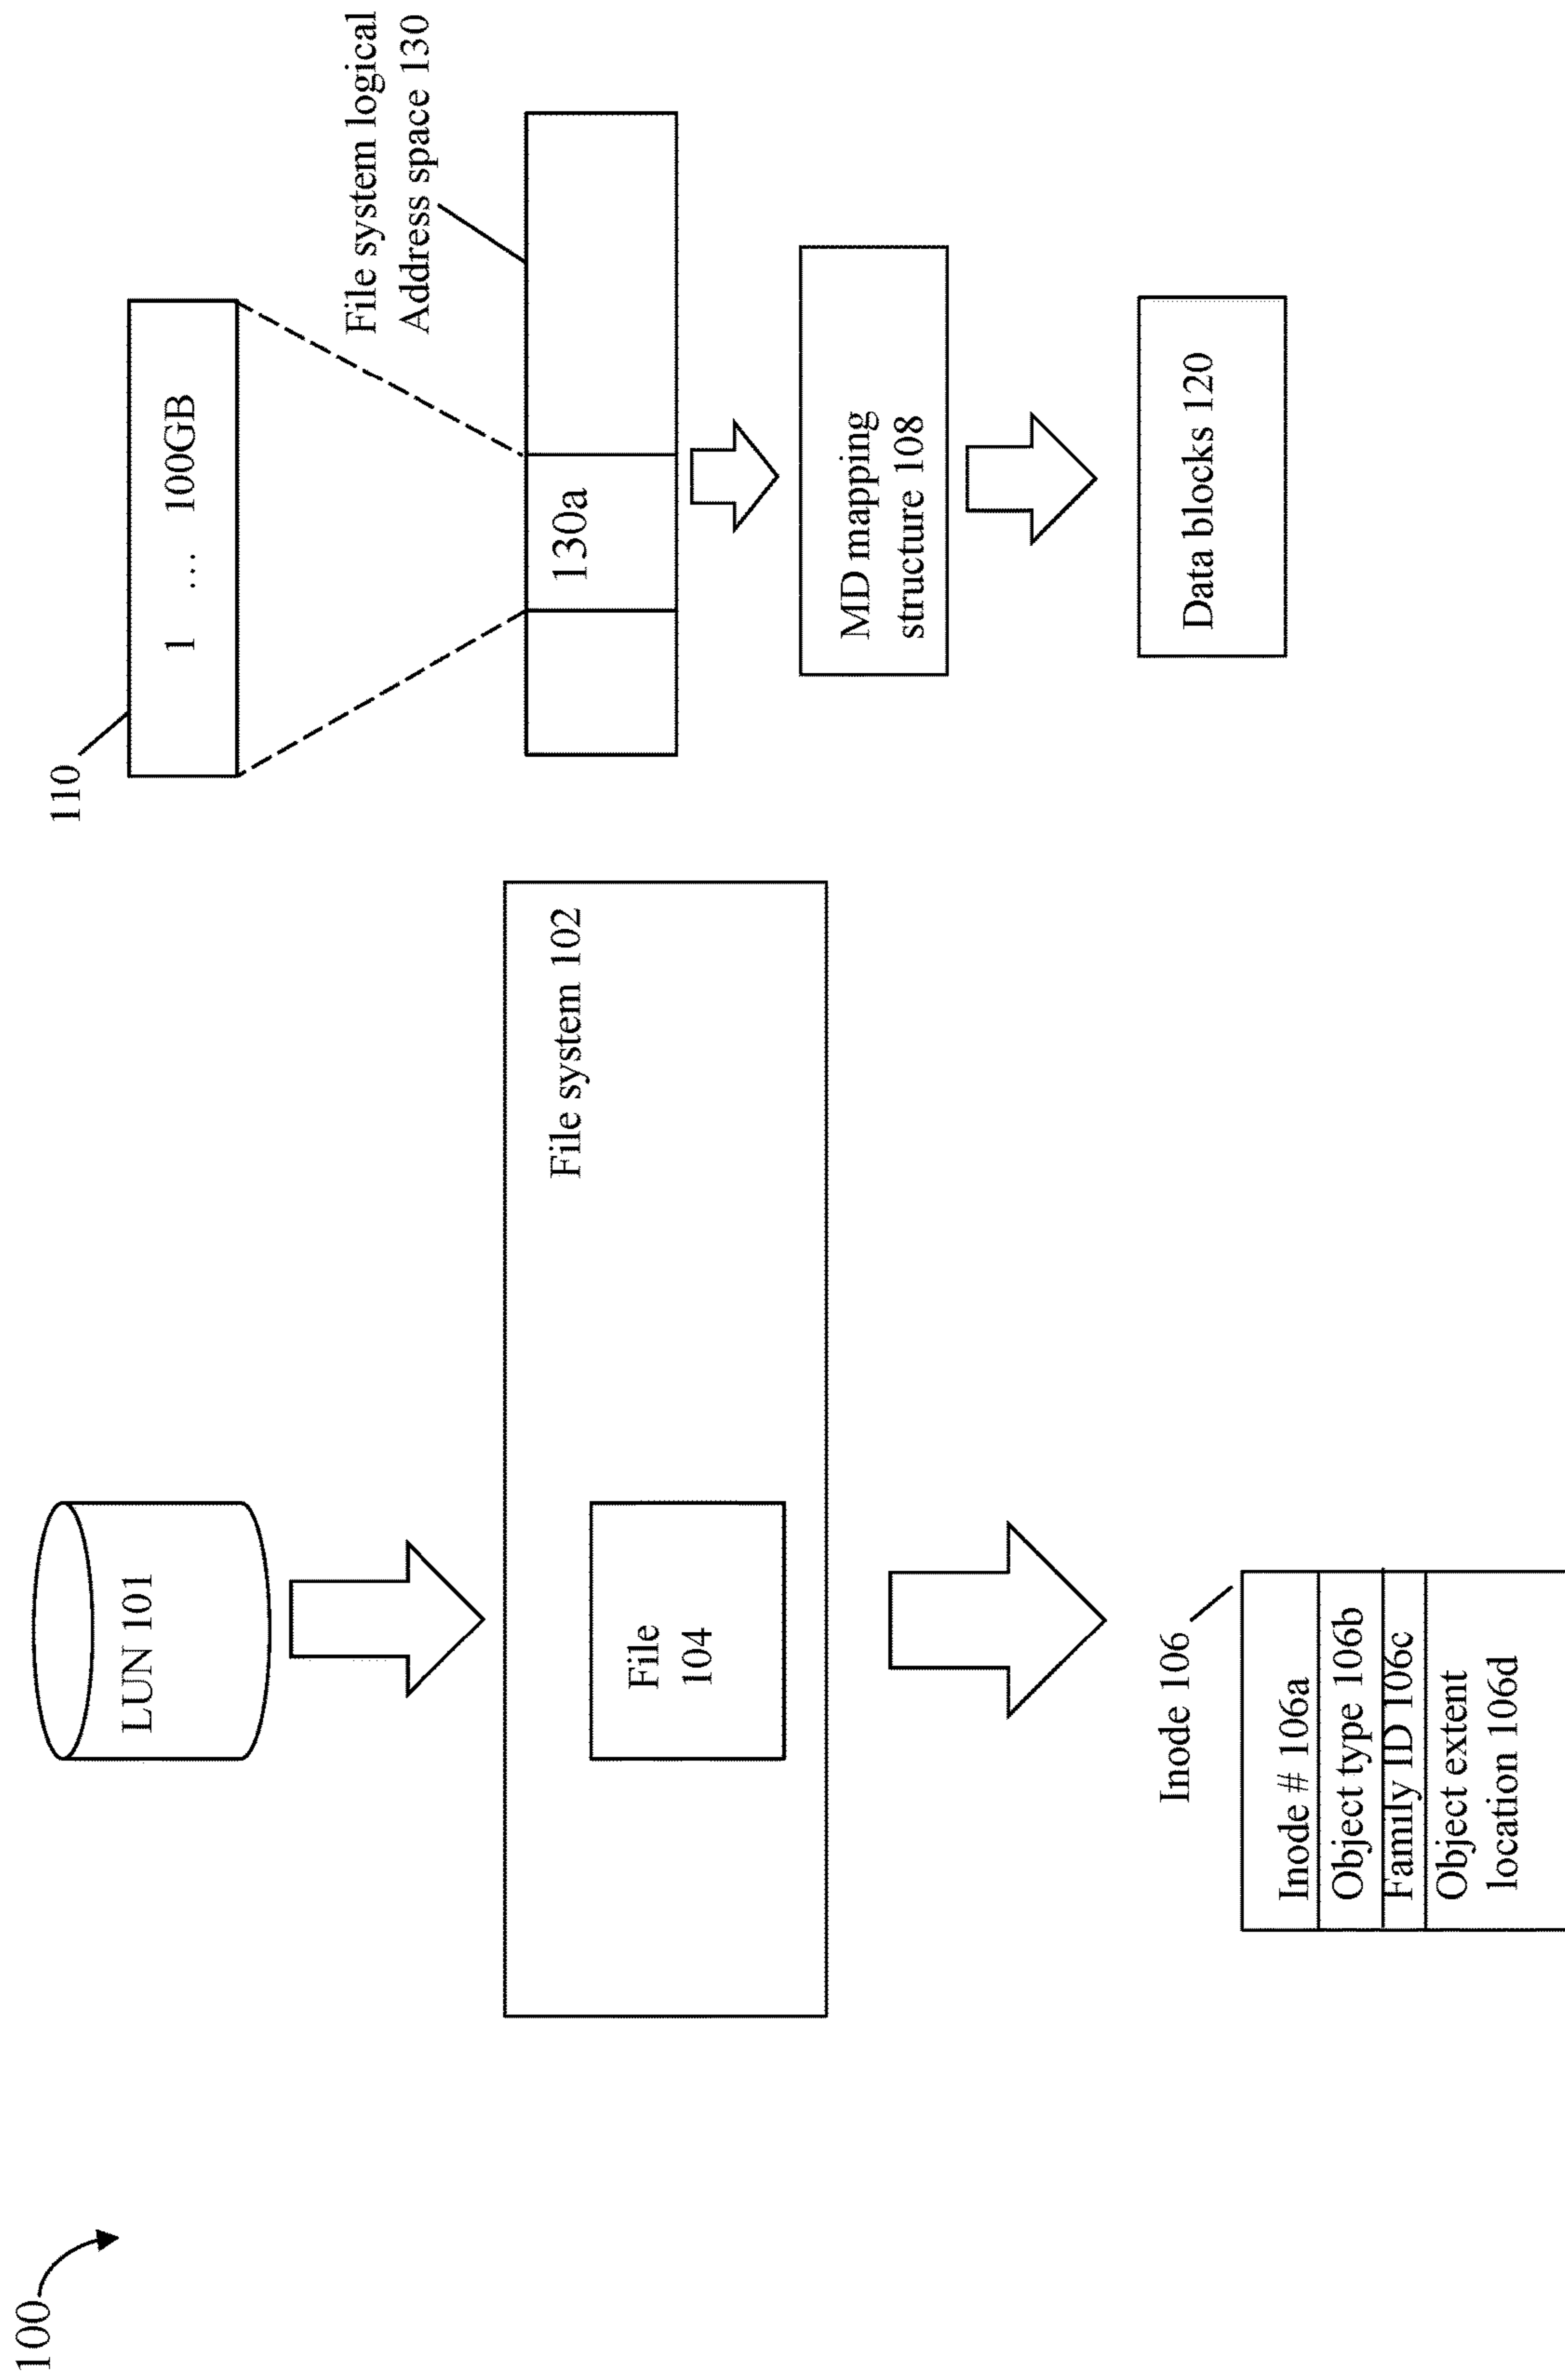 100
LUN 101
File system 102
File
104
Inode 106
Inode # 106a
Object type 106b
Family ID 106c
Object extent
location 106d
110
1 ... 100GB
File system logical
Address space 130
130a
MD mapping
structure 108
Data blocks 120